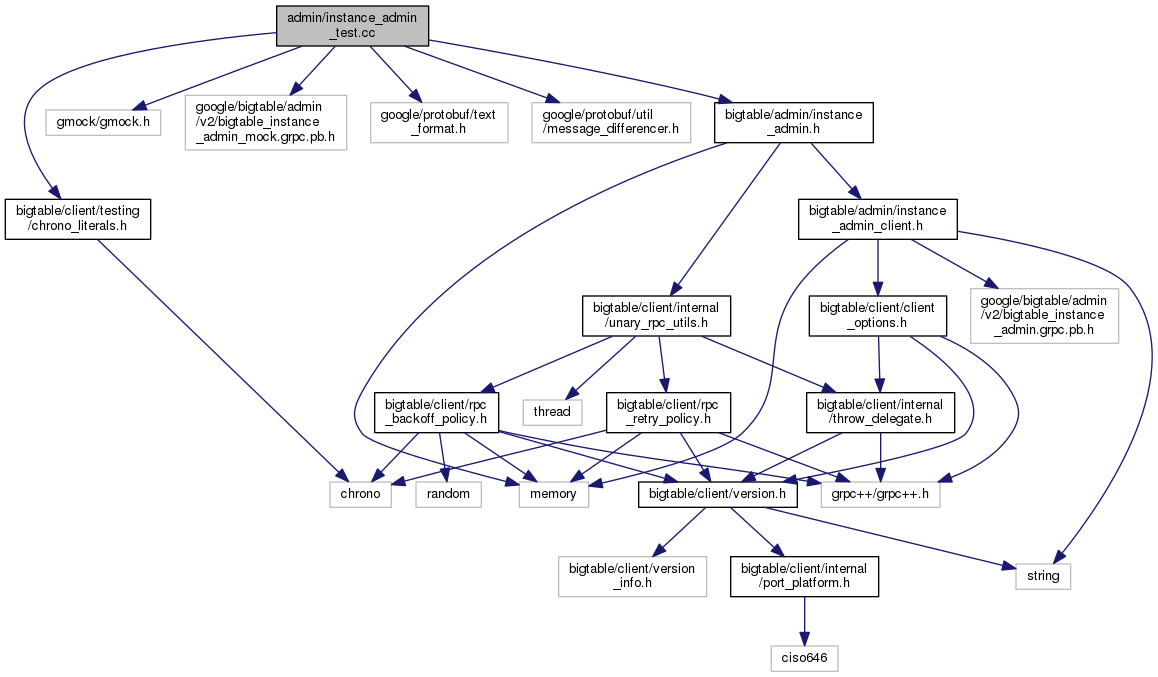 admin/instance_admin
_test.cc
gmock/gmock.h
google/bigtable/admin
/v2/bigtable_instance
_admin_mock.grpc.pb.h
google/protobuf/text
_format.h
google/protobuf/util
/message_differencer.h
bigtable/admin/instance
_admin.h
bigtable/client/testing
/chrono_literals.h
bigtable/admin/instance
_admin_client.h
bigtable/client/internal
/unary_rpc_utils.h
bigtable/client/client
_options.h
google/bigtable/admin
/v2/bigtable_instance
_admin.grpc.pb.h
bigtable/client/rpc
_backoff_policy.h
thread
bigtable/client/rpc
_retry_policy.h
bigtable/client/internal
/throw_delegate.h
chrono
random
memory
bigtable/client/version.h
grpc++/grpc++.h
bigtable/client/version
_info.h
bigtable/client/internal
/port_platform.h
string
ciso646